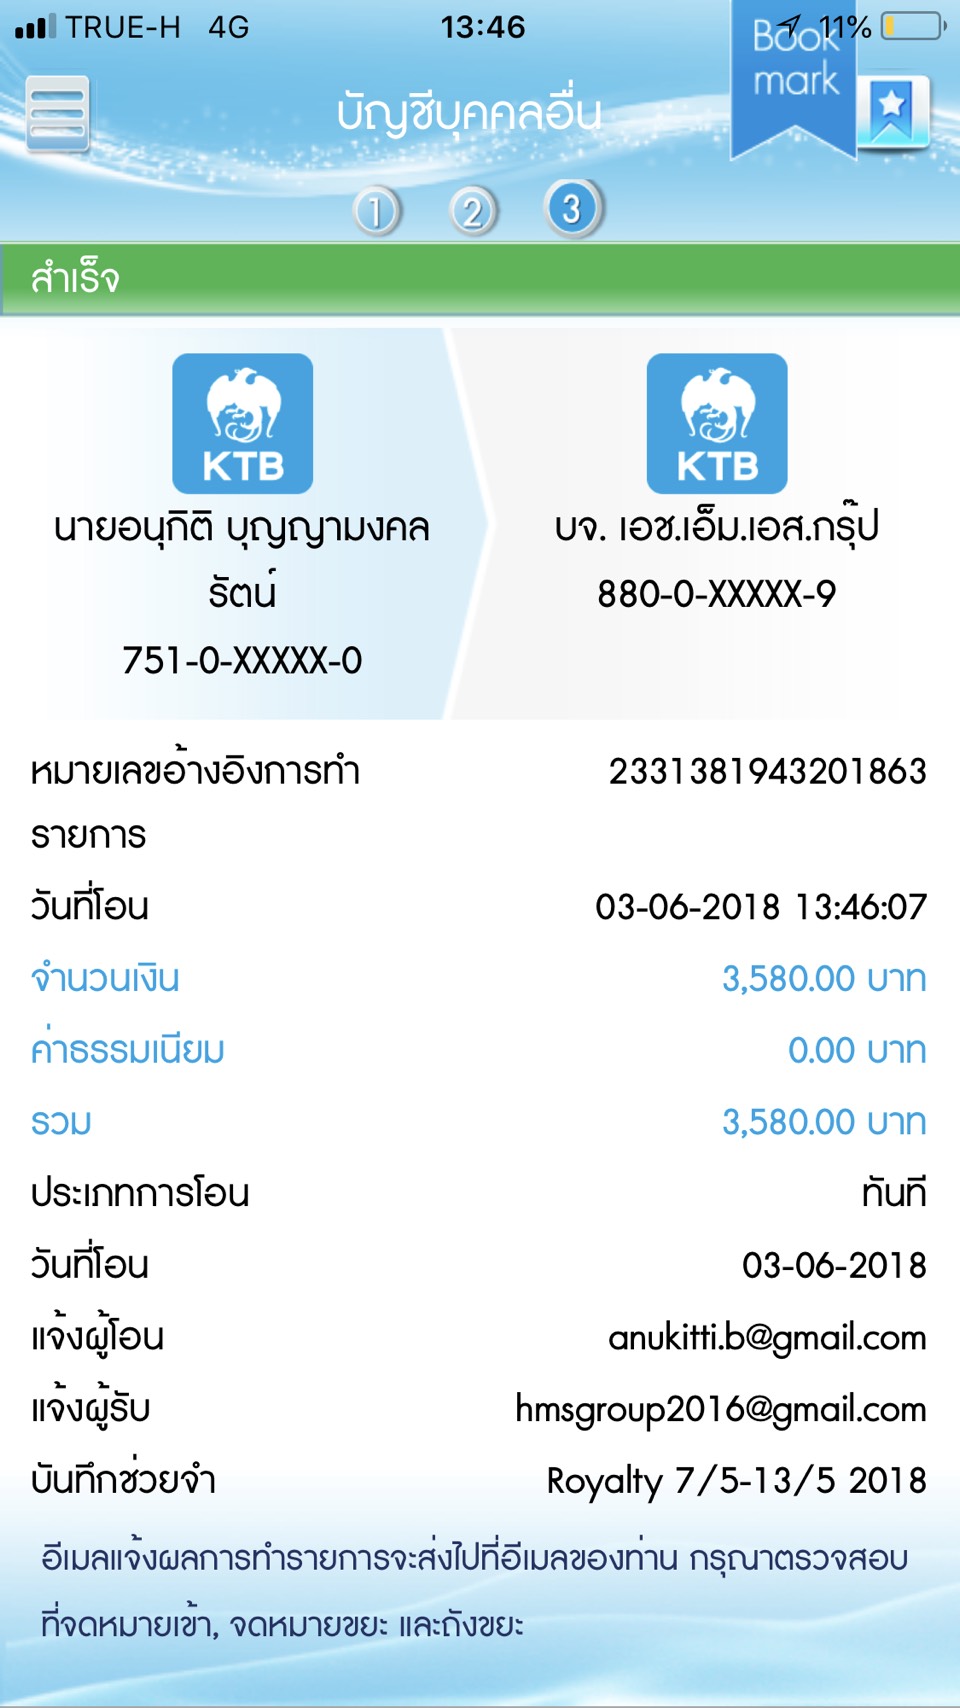 TRUE-H 4G 13:46 11%
Book
mark
บัญชีบุคคลอื่น
1 2 3
สำเร็จ
KTB KTB
นายอนุกิติ บุญญามงคล
รัตน์
751-0-XXXXX-0
บจ. เอช.เอ็ม.เอส.กรุ๊ป
880-0-XXXXX-9
หมายเลขอ้างอิงการทำ 2331381943201863
รายการ
วันที่โอน 03-06-2018 13:46:07
จำนวนเงิน 3,580.00 บาท
ค่าธรรมเนียม 0.00 บาท
รวม 3,580.00 บาท
ประเภทการโอน ทันที
วันที่โอน 03-06-2018
แจ้งผู้โอน anukitti.b@gmail.com
แจ้งผู้รับ hmsgroup2016@gmail.com
บันทึกช่วยจำ Royalty 7/5-13/5 2018
อีเมลแจ้งผลการทำรายการจะส่งไปที่อีเมลของท่าน กรุณาตรวจสอบ
ที่จดหมายเข้า, จดหมายขยะ และถังขยะ